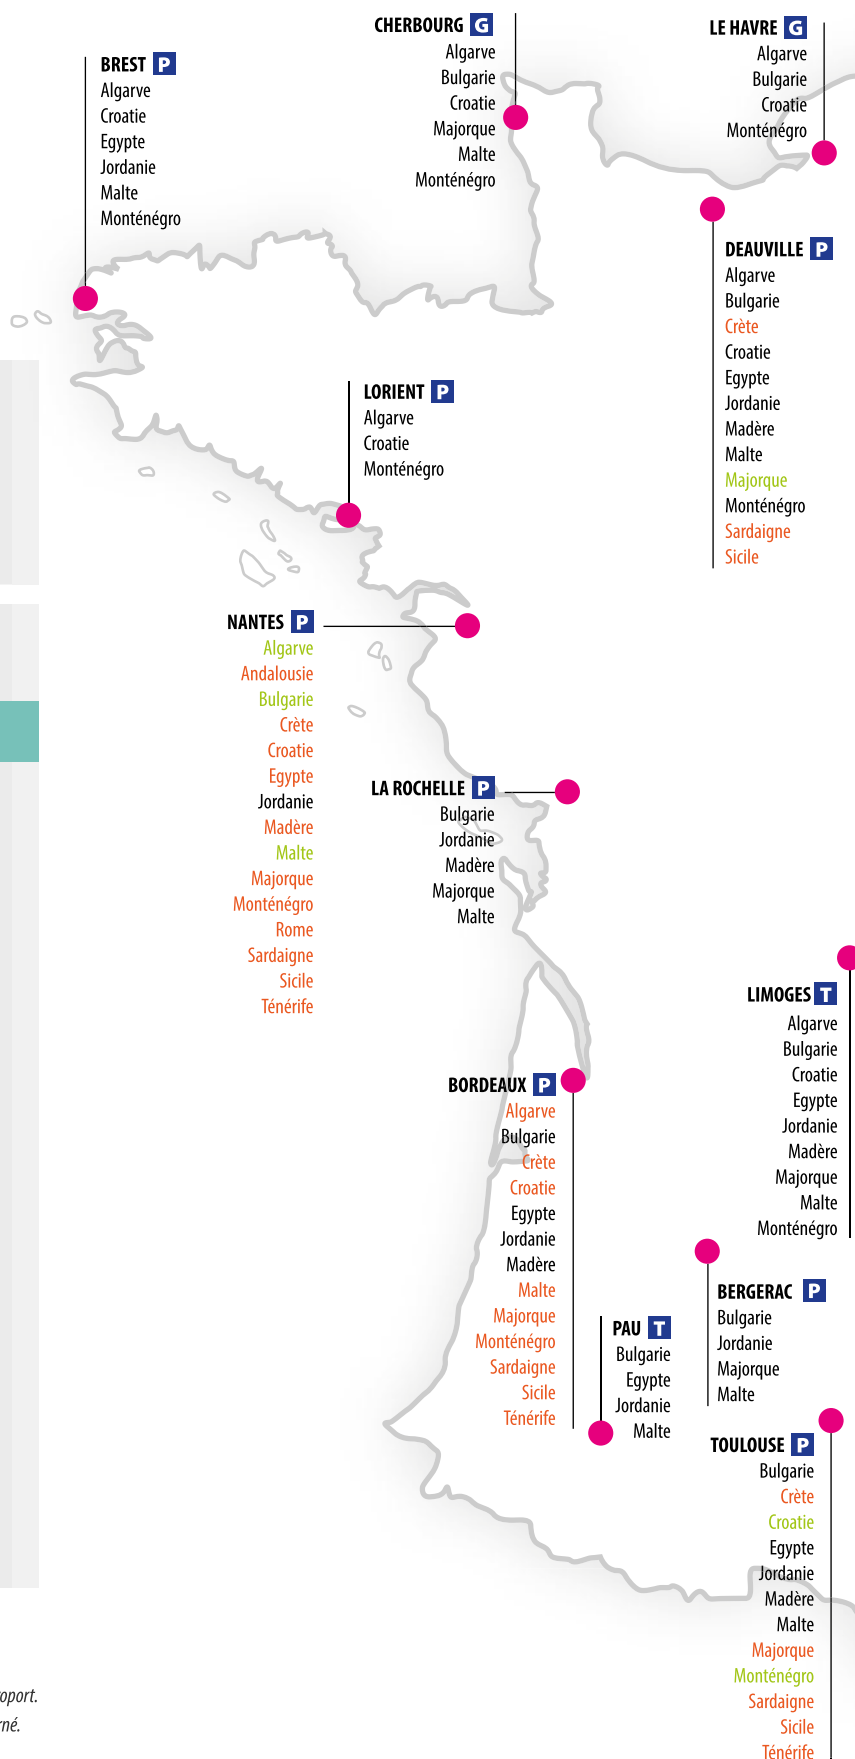 CHERBOURG G
Algarve
Bulgarie
Croatie
Majorque
Malte
Monténégro
LE HAVRE G
Algarve
Bulgarie
Croatie
Monténégro
BREST P
Algarve
Croatie
Egypte
Jordanie
Malte
Monténégro
DEAUVILLE P
Algarve
Bulgarie
Crète
Croatie
Egypte
Jordanie
Madère
Malte
Majorque
Monténégro
Sardaigne
Sicile
LORIENT P
Algarve
Croatie
Monténégro
NANTES P
Algarve
Andalousie
Bulgarie
Crète
Croatie
Egypte
Jordanie
Madère
Malte
Majorque
Monténégro
Rome
Sardaigne
Sicile
Ténérife
LA ROCHELLE P
Bulgarie
Jordanie
Madère
Majorque
Malte
LIMOGES T
Algarve
Bulgarie
Croatie
Egypte
Jordanie
Madère
Majorque
Malte
Monténégro
BORDEAUX P
Algarve
Bulgarie
Crète
Croatie
Egypte
Jordanie
Madère
Malte
Majorque
Monténégro
Sardaigne
Sicile
Ténérife
PAU T
Bulgarie
Egypte
Jordanie
Malte
BERGERAC P
Bulgarie
Jordanie
Majorque
Malte
TOULOUSE P
Bulgarie
Crète
Croatie
Egypte
Jordanie
Madère
Malte
Majorque
Monténégro
Sardaigne
Sicile
Ténérife
oport.
né.